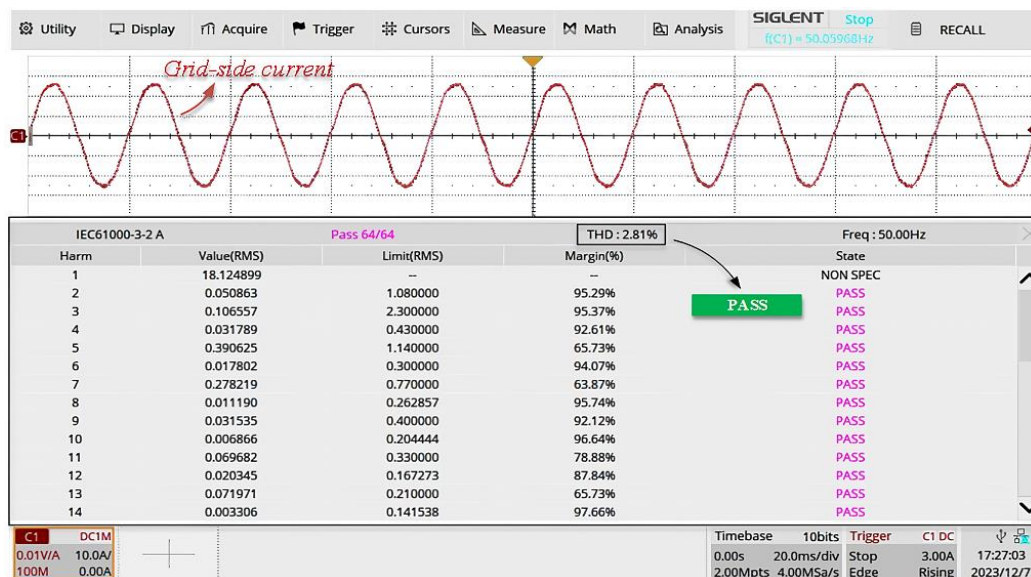 Utility Display Acquire Trigger Cursors Measure Math Analysis SIGLENT Stop RECALL
f(C1) = 50.05968Hz
Grid-side current
C1
IEC61000-3-2 A Pass 64/64 THD : 2.81% Freq : 50.00Hz
Harm Value(RMS) Limit(RMS) Margin(%) State
1 18.124899 -- -- NON SPEC
2 0.050863 1.080000 95.29% PASS
PASS
3 0.106557 2.300000 95.37% PASS
4 0.031789 0.430000 92.61% PASS
5 0.390625 1.140000 65.73% PASS
6 0.017802 0.300000 94.07% PASS
7 0.278219 0.770000 63.87% PASS
8 0.011190 0.262857 95.74% PASS
9 0.031535 0.400000 92.12% PASS
10 0.006866 0.204444 96.64% PASS
11 0.069682 0.330000 78.88% PASS
12 0.020345 0.167273 87.84% PASS
13 0.071971 0.210000 65.73% PASS
14 0.003306 0.141538 97.66% PASS
C1 DC1M Timebase 10bits Trigger C1 DC
0.01V/A 10.0A/ 0.00s 20.0ms/div Stop 3.00A 17:27:03
100M 0.00A 2.00Mpts 4.00MSa/s Edge Rising 2023/12/7